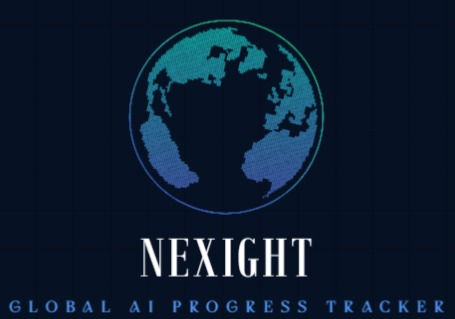 NEXIGHT
GLOBAL AI PROGRESS TRACKER